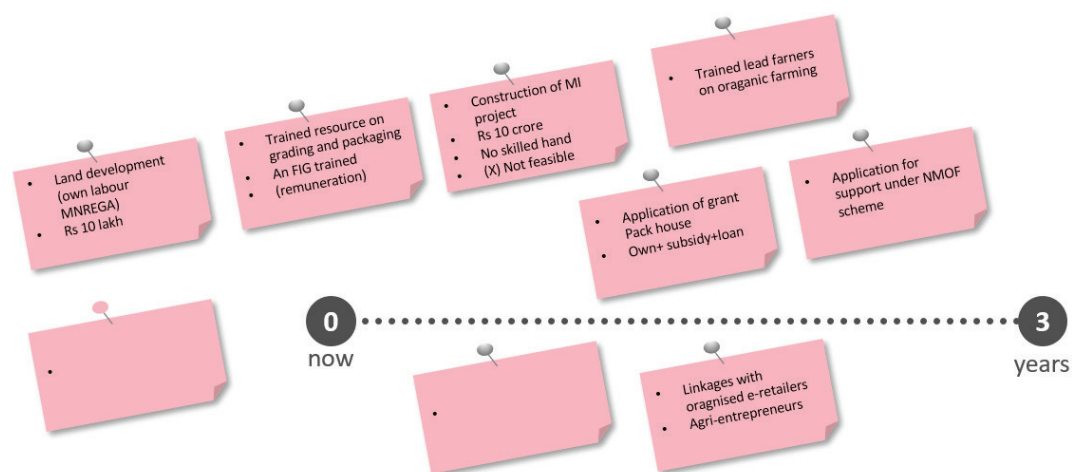 • Land development
(own labour
MNREGA)
• Rs 10 lakh
• Trained resource on
grading and packaging
• An FIG trained
• (remuneration)
• Construction of MI
project
• Rs 10 crore
• No skilled hand
• (X) Not feasible
• Trained lead farners
on oraganic farming
• Application of grant
Pack house
• Own+ subsidy+loan
• Application for
support under NMOF
scheme
•
0
now
3
years
•
• Linkages with
oragnised e-retailers
• Agri-entrepreneurs